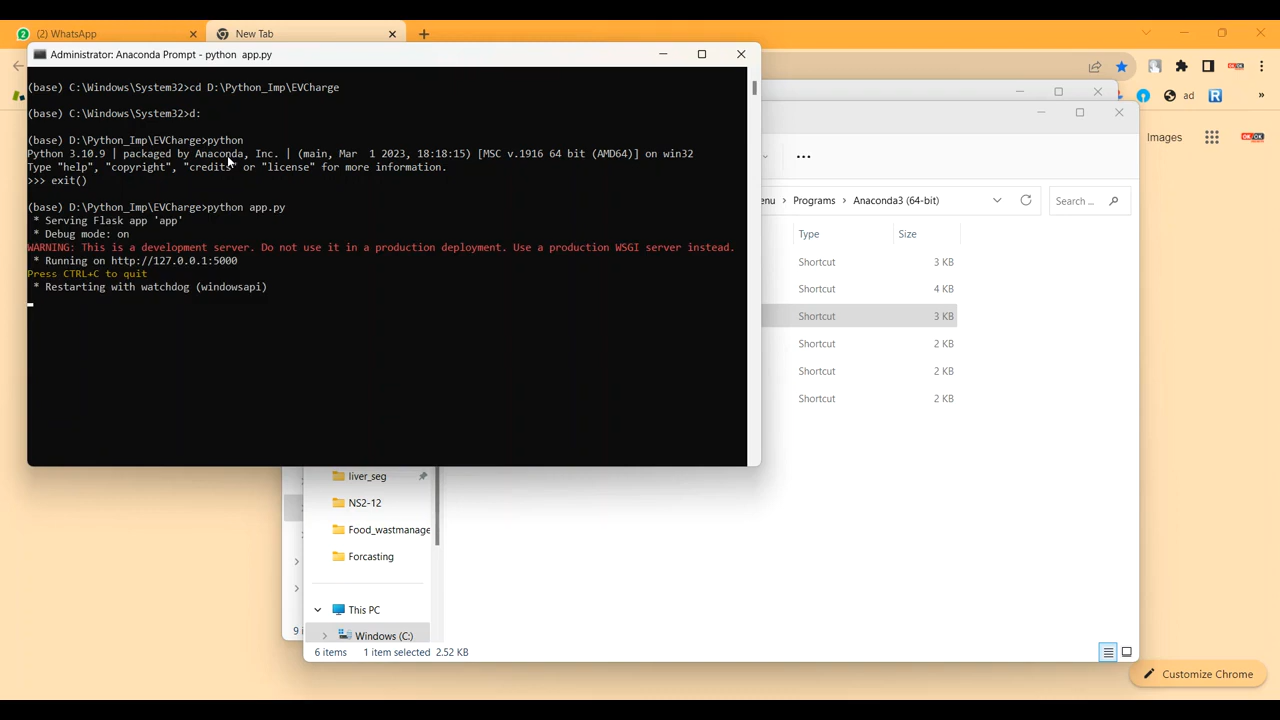 (2) WhatsApp
New Tab
Administrator: Anaconda Prompt - python app.py
(base) C:\Windows\System32>cd D:\Python_Imp\EVCharge
(base) C:\Windows\System32>d:
(base) D:\Python_Imp\EVCharge>python
Python 3.10.9 | packaged by Anaconda, Inc. | (main, Mar 1 2023, 18:18:15) [MSC v.1916 64 bit (AMD64)] on win32
Type "help", "copyright", "credits" or "license" for more information.
>>> exit()
(base) D:\Python_Imp\EVCharge>python app.py
* Serving Flask app 'app'
* Debug mode: on
WARNING: This is a development server. Do not use it in a production deployment. Use a production WSGI server instead.
* Running on http://127.0.0.1:5000
Press CTRL+C to quit
* Restarting with watchdog (windowsapi)
ad
Images
Programs > Anaconda3 (64-bit)
Search ...
Type Size
Shortcut 3 KB
Shortcut 4 KB
Shortcut 3 KB
Shortcut 2 KB
Shortcut 2 KB
Shortcut 2 KB
liver_seg
NS2-12
Food_wastmanage
Forcasting
This PC
Windows (C:)
6 items 1 item selected 2.52 KB
Customize Chrome